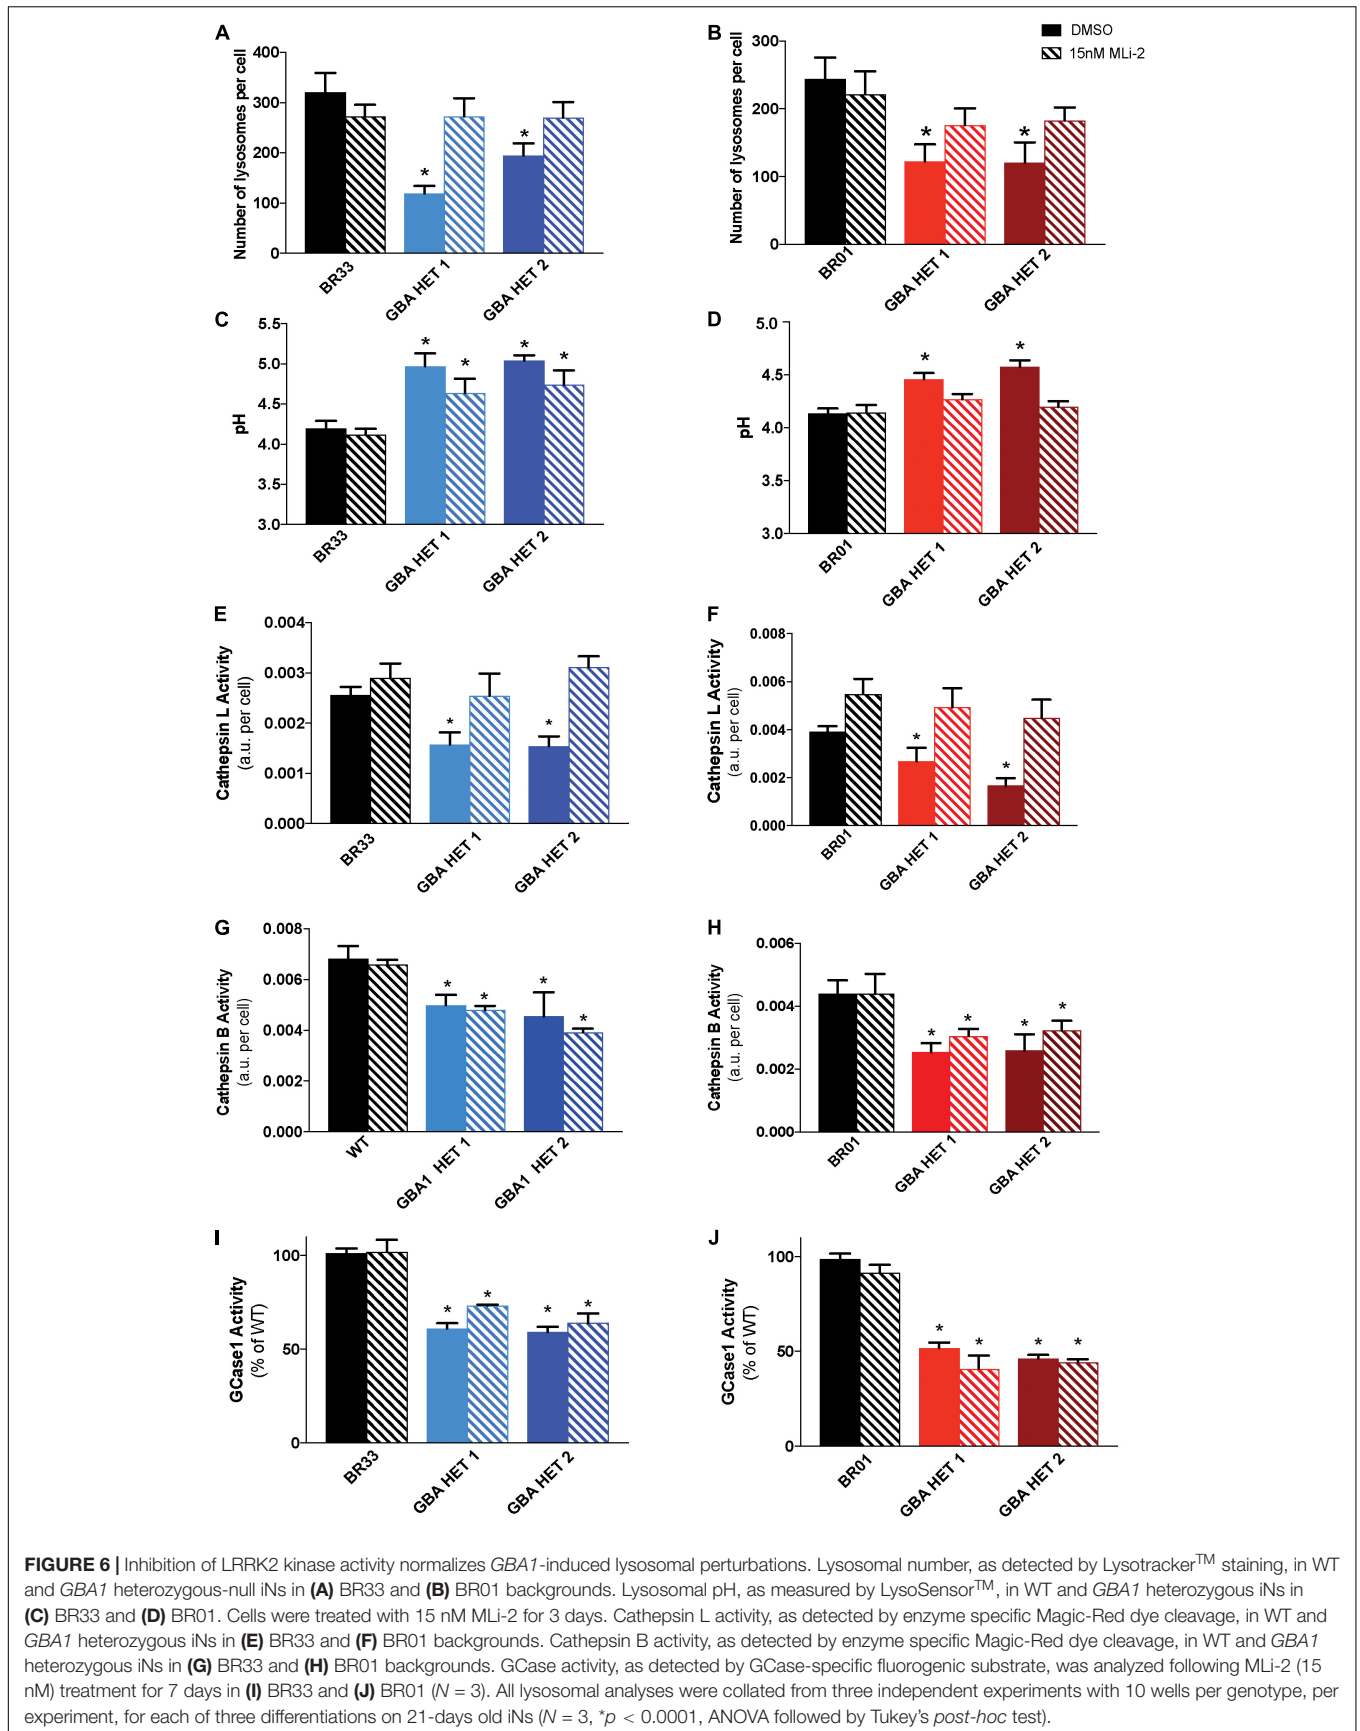 A
B
DMSO
15nM MLi-2
Number of lysosomes per cell
400
300
200
100
0
*
*
BR33
GBA HET 1
GBA HET 2
Number of lysosomes per cell
300
200
100
0
*
*
BR01
GBA HET 1
GBA HET 2
C
pH
5.5
5.0
4.5
4.0
3.5
3.0
*
*
*
*
BR33
GBA HET 1
GBA HET 2
D
pH
5.0
4.5
4.0
3.5
3.0
*
*
BR01
GBA HET 1
GBA HET 2
E
Cathepsin L Activity
(a.u. per cell)
0.004
0.003
0.002
0.001
0.000
*
*
BR33
GBA HET 1
GBA HET 2
F
Cathepsin L Activity
(a.u. per cell)
0.008
0.006
0.004
0.002
0.000
*
*
BR01
GBA HET 1
GBA HET 2
G
Cathepsin B Activity
(a.u. per cell)
0.008
0.006
0.004
0.002
0.000
*
*
*
*
WT
GBA1 HET 1
GBA1 HET 2
H
Cathepsin B Activity
(a.u. per cell)
0.006
0.004
0.002
0.000
*
*
*
*
BR01
GBA HET 1
GBA HET 2
I
GCase1 Activity
(% of WT)
100
50
0
*
*
*
*
BR33
GBA HET 1
GBA HET 2
J
GCase1 Activity
(% of WT)
100
50
0
*
*
*
*
BR01
GBA HET 1
GBA HET 2
FIGURE 6 | Inhibition of LRRK2 kinase activity normalizes GBA1-induced lysosomal perturbations. Lysosomal number, as detected by Lysotracker™ staining, in WT
and GBA1 heterozygous-null iNs in (A) BR33 and (B) BR01 backgrounds. Lysosomal pH, as measured by LysoSensor™, in WT and GBA1 heterozygous iNs in
(C) BR33 and (D) BR01. Cells were treated with 15 nM MLi-2 for 3 days. Cathepsin L activity, as detected by enzyme specific Magic-Red dye cleavage, in WT and
GBA1 heterozygous iNs in (E) BR33 and (F) BR01 backgrounds. Cathepsin B activity, as detected by enzyme specific Magic-Red dye cleavage, in WT and GBA1
heterozygous iNs in (G) BR33 and (H) BR01 backgrounds. GCase activity, as detected by GCase-specific fluorogenic substrate, was analyzed following MLi-2 (15
nM) treatment for 7 days in (I) BR33 and (J) BR01 (N = 3). All lysosomal analyses were collated from three independent experiments with 10 wells per genotype, per
experiment, for each of three differentiations on 21-days old iNs (N = 3, *p < 0.0001, ANOVA followed by Tukey's post-hoc test).